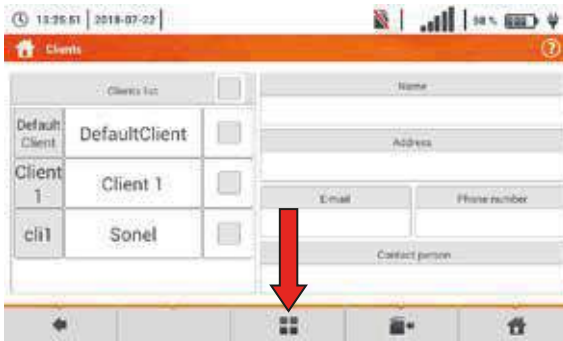 13:25:51 2018-07-22 98 %
Clients
Clients list
Default Client DefaultClient
Client 1 Client 1
cli1 Sonel
Name
Address
E-mail Phone number
Contact person